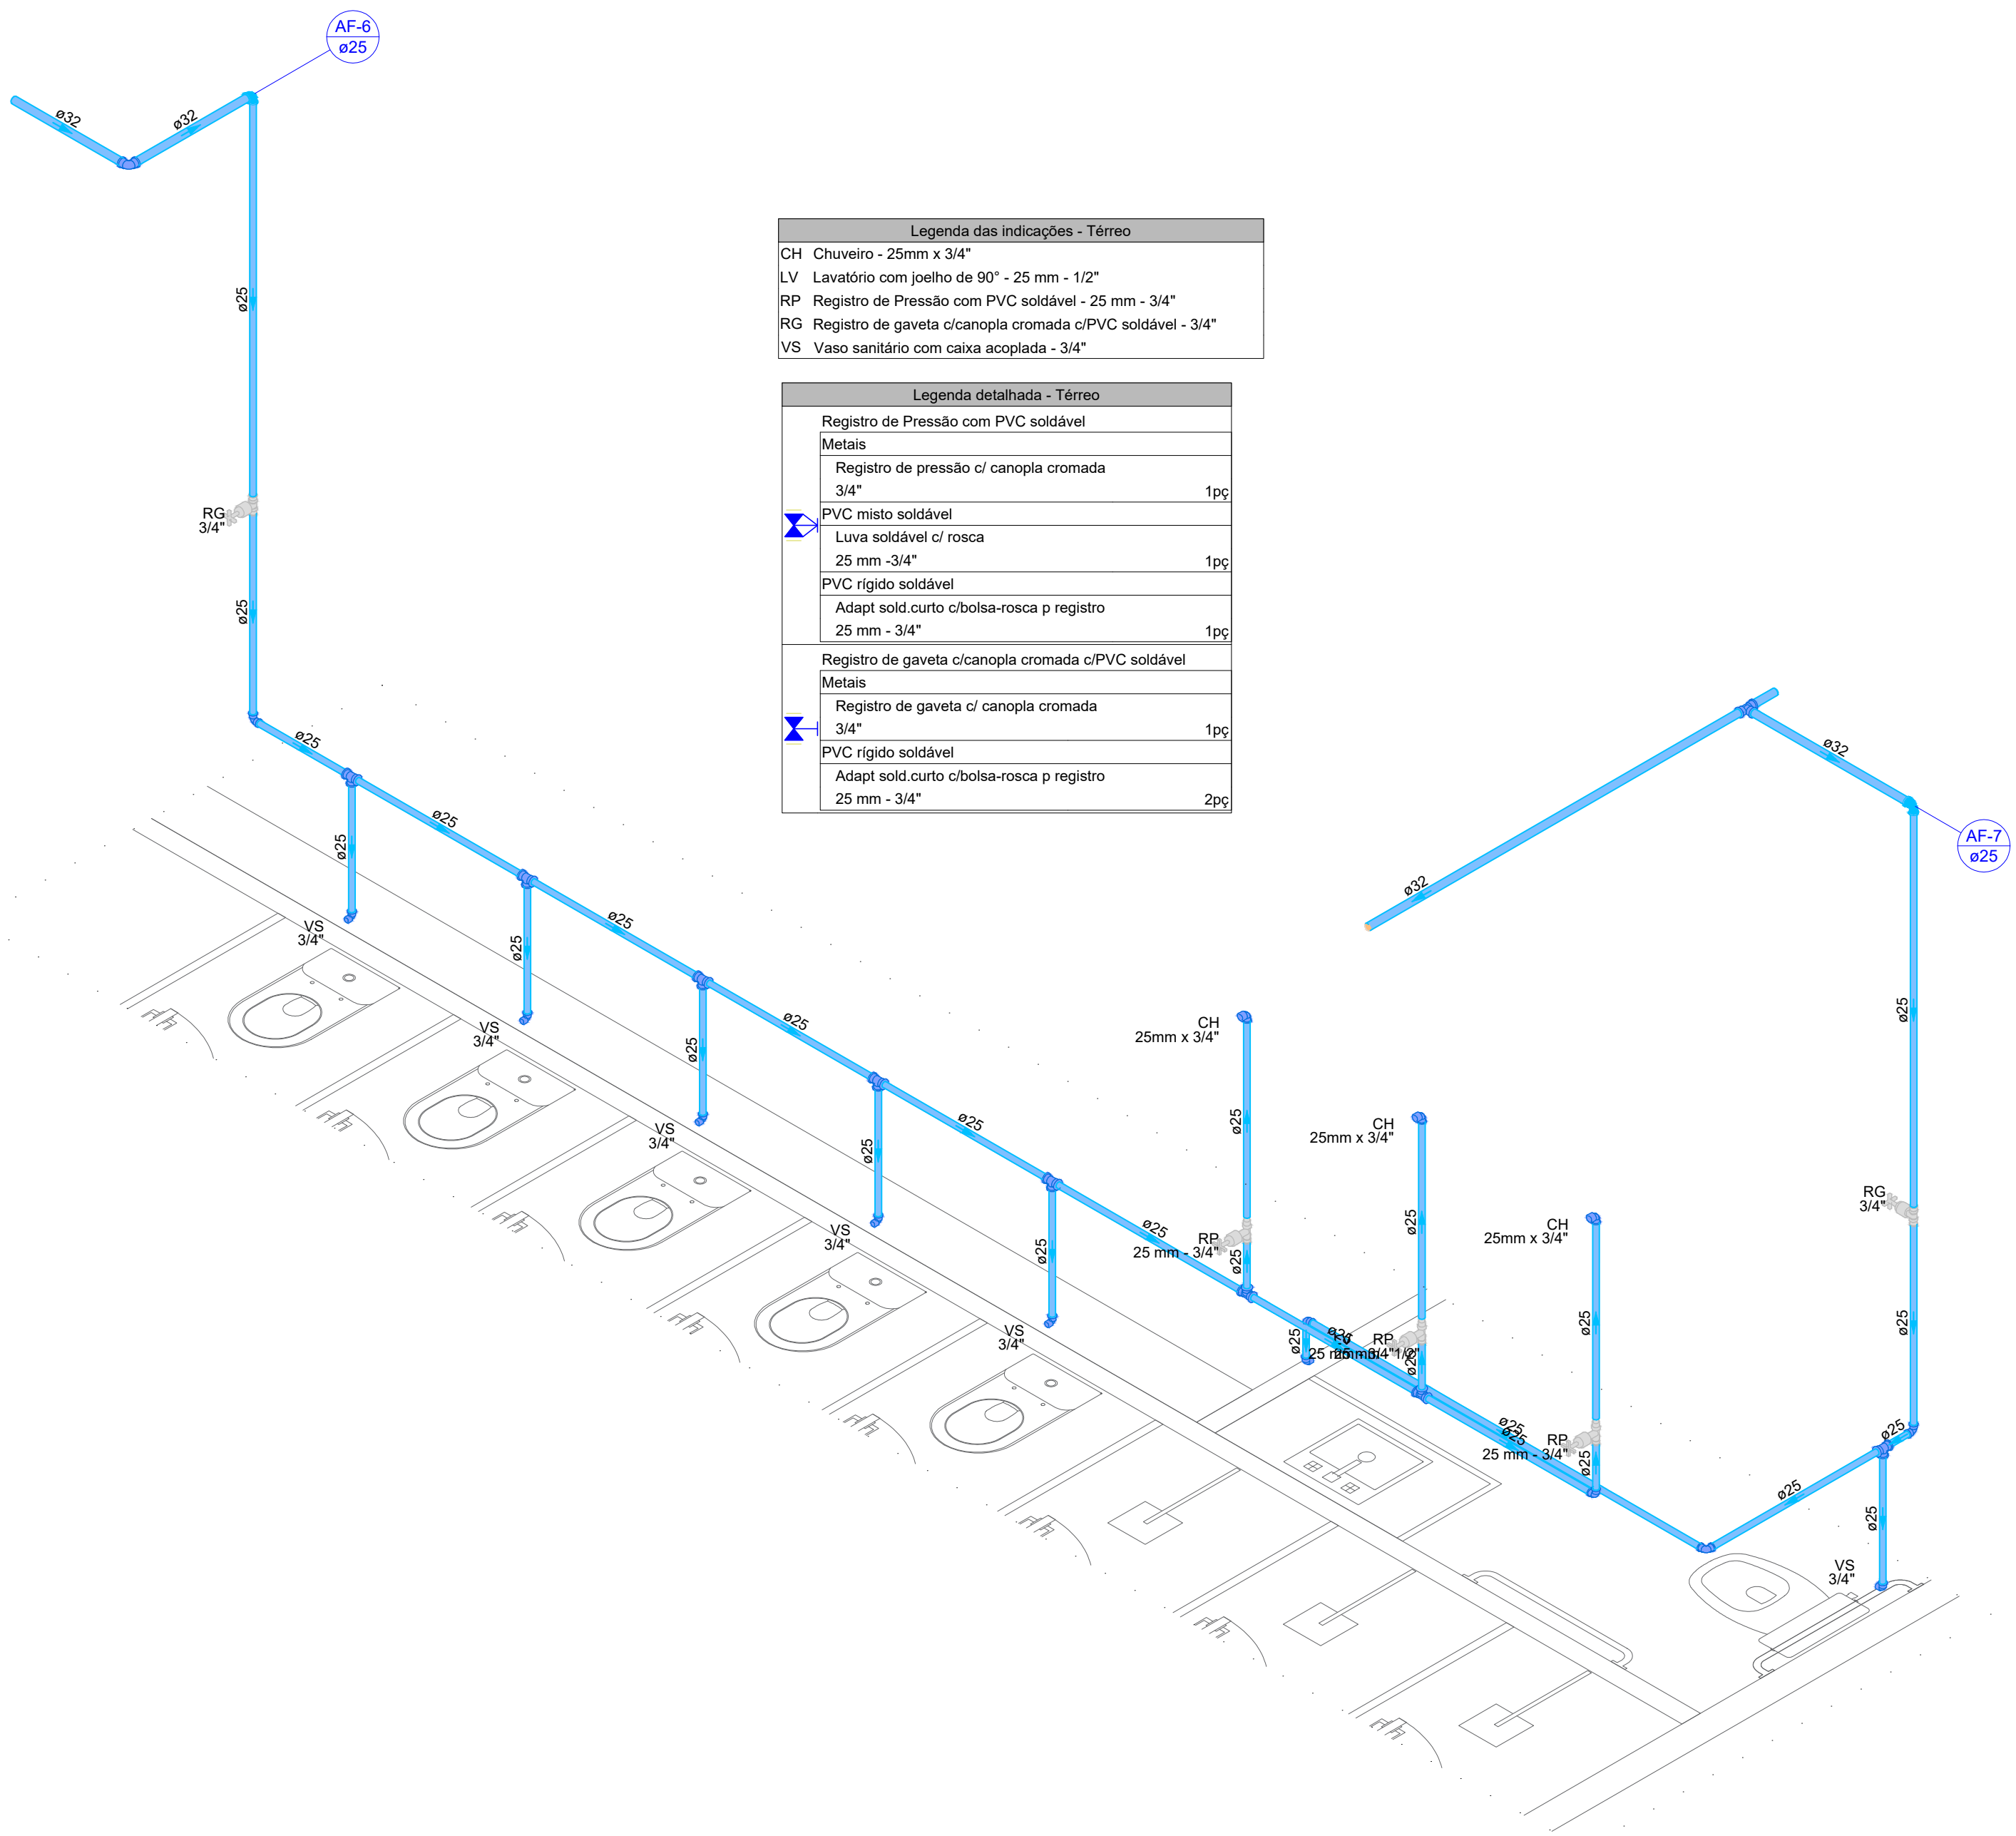 AF-6
ø25
ø32
ø32
ø25
RG
3/4"
ø25
Legenda das indicações - Térreo
CH Chuveiro - 25mm x 3/4"
LV Lavatório com joelho de 90° - 25 mm - 1/2"
RP Registro de Pressão com PVC soldável - 25 mm - 3/4"
RG Registro de gaveta c/canopla cromada c/PVC soldável - 3/4"
VS Vaso sanitário com caixa acoplada - 3/4"
Legenda detalhada - Térreo
Registro de Pressão com PVC soldável
Metais
Registro de pressão c/ canopla cromada
3/4" 1pç
PVC misto soldável
Luva soldável c/ rosca
25 mm -3/4" 1pç
PVC rígido soldável
Adapt sold.curto c/bolsa-rosca p registro
25 mm - 3/4" 1pç
Registro de gaveta c/canopla cromada c/PVC soldável
Metais
Registro de gaveta c/ canopla cromada
3/4" 1pç
PVC rígido soldável
Adapt sold.curto c/bolsa-rosca p registro
25 mm - 3/4" 2pç
ø25
ø25
VS
3/4"
ø25
ø25
VS
3/4"
ø25
ø25
VS
3/4"
ø25
ø25
VS
3/4"
ø25
ø25
VS
3/4"
ø25
CH
25mm x 3/4"
ø25
RP
25 mm - 3/4"
ø25
CH
25mm x 3/4"
ø25
RP
ø25
ø25
ø25
CH
25mm x 3/4"
ø25
RP
25 mm - 3/4"
ø25
ø25
ø25
ø32
ø32
AF-7
ø25
ø25
RG
3/4"
ø25
ø25
ø25
ø25
VS
3/4"